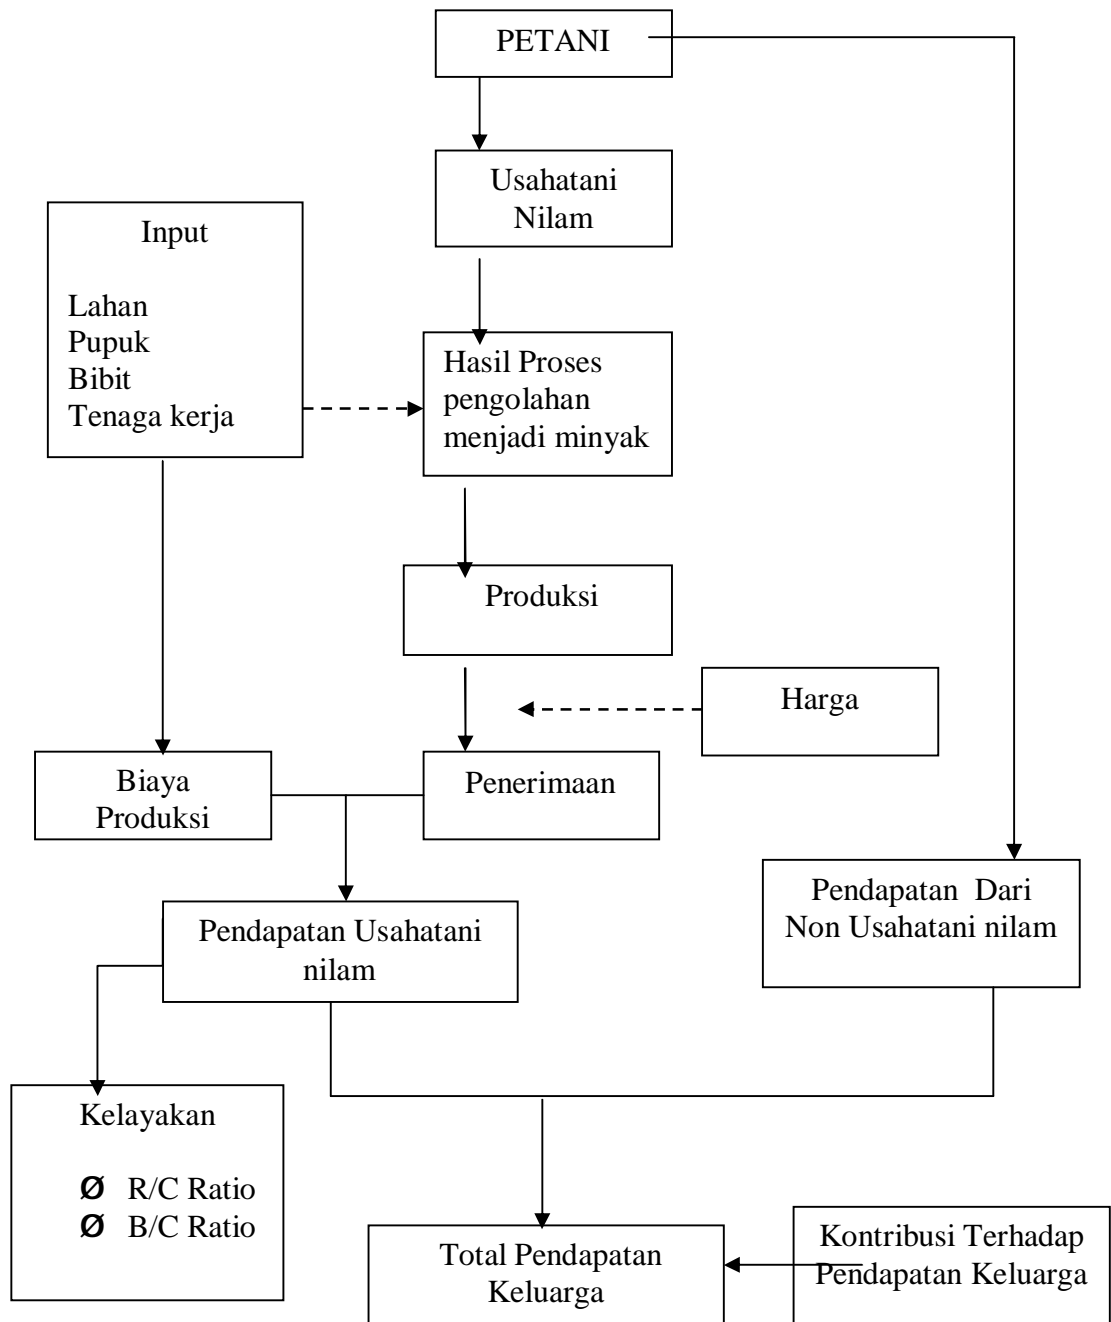 PETANI
Usahatani
Nilam
Input
Lahan
Pupuk
Bibit
Tenaga kerja
Hasil Proses
pengolahan
menjadi minyak
Produksi
Harga
Biaya
Produksi
Penerimaan
Pendapatan Dari
Non Usahatani nilam
Pendapatan Usahatani
nilam
Kelayakan
Ø R/C Ratio
Ø B/C Ratio
Total Pendapatan
Keluarga
Kontribusi Terhadap
Pendapatan Keluarga